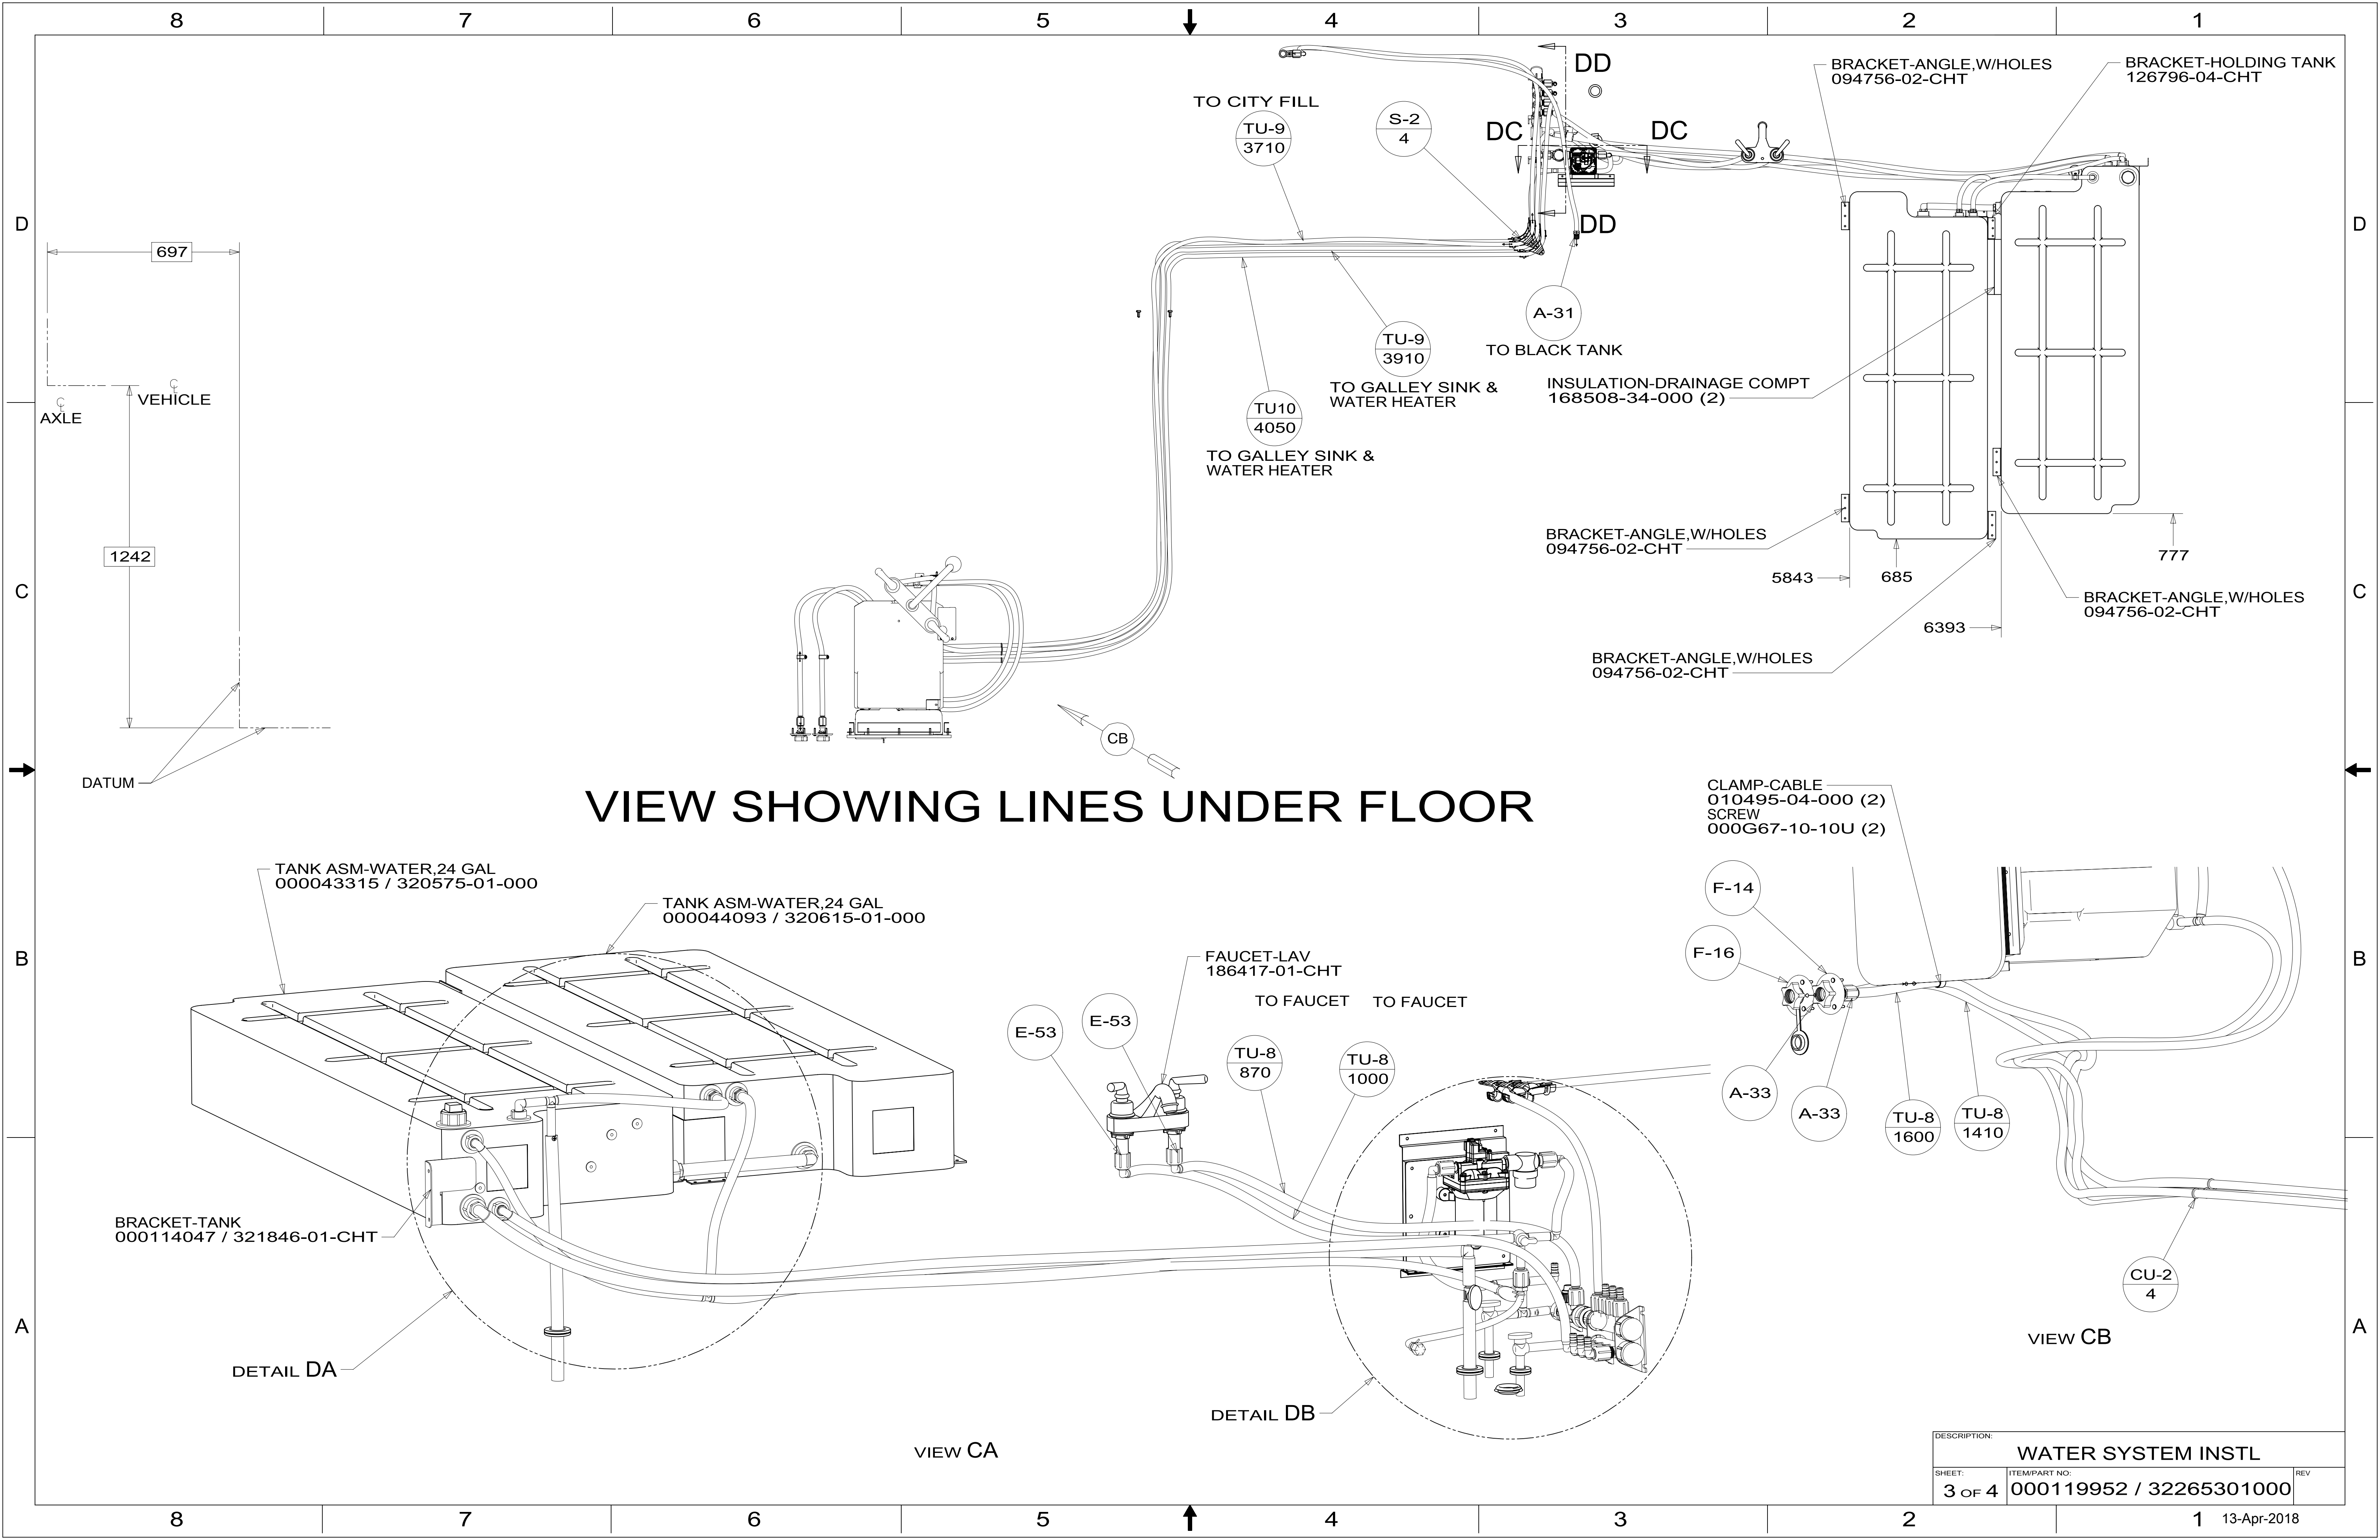 8 7 6 5 4 3 2 1
D
C
B
A
D
C
B
A
TO CITY FILL
TU-9
3710
S-2
4
DD
DC
DC
DD
BRACKET-ANGLE,W/HOLES
094756-02-CHT
BRACKET-HOLDING TANK
126796-04-CHT
697
A-31
TO BLACK TANK
TU-9
3910
TO GALLEY SINK &
WATER HEATER
TU10
4050
TO GALLEY SINK &
WATER HEATER
INSULATION-DRAINAGE COMPT
168508-34-000 (2)
VEHICLE
AXLE
1242
DATUM
BRACKET-ANGLE,W/HOLES
094756-02-CHT
5843
685
777
BRACKET-ANGLE,W/HOLES
094756-02-CHT
6393
BRACKET-ANGLE,W/HOLES
094756-02-CHT
CB
VIEW SHOWING LINES UNDER FLOOR
CLAMP-CABLE
010495-04-000 (2)
SCREW
000G67-10-10U (2)
TANK ASM-WATER,24 GAL
000043315 / 320575-01-000
TANK ASM-WATER,24 GAL
000044093 / 320615-01-000
FAUCET-LAV
186417-01-CHT
TO FAUCET
TO FAUCET
E-53
E-53
TU-8
870
TU-8
1000
F-14
F-16
A-33
A-33
TU-8
1600
TU-8
1410
BRACKET-TANK
000114047 / 321846-01-CHT
CU-2
4
VIEW CB
DETAIL DA
DETAIL DB
VIEW CA
DESCRIPTION:
WATER SYSTEM INSTL
SHEET:
3 OF 4
ITEM/PART NO:
000119952 / 32265301000
REV
8 7 6 5 4 3 2 1
13-Apr-2018